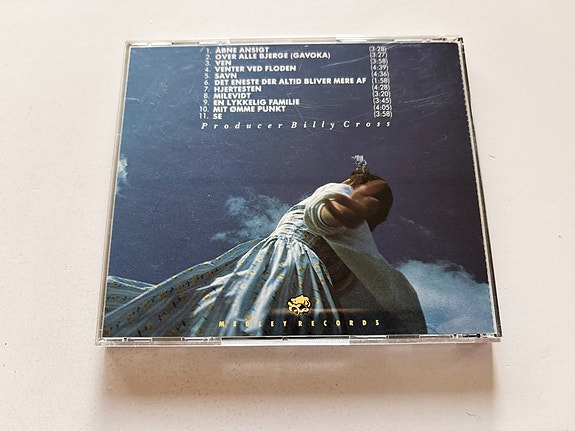 1. ÅBNE ANSIGT (3:28)
2. OVER ALLE BJERGE (GAVOKA) (3:27)
3. VEN (3:58)
4. VENTER VED FLODEN (4:39)
5. SAVN (4:36)
6. DET ENESTE DER ALTID BLIVER MERE AF (1:58)
7. HJERTESTEN (4:28)
8. MILEVIDT (3:20)
9. EN LYKKELIG FAMILIE (3:45)
10. MIT ØMME PUNKT (4:05)
11. SE (3:58)
Producer Billy Cross
MEDLEY RECORDS